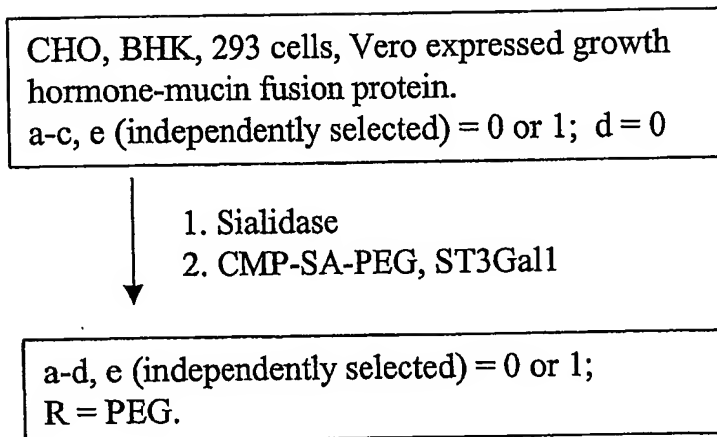 CHO, BHK, 293 cells, Vero expressed growth
hormone-mucin fusion protein.
a-c, e (independently selected) = 0 or 1; d = 0
1. Sialidase
2. CMP-SA-PEG, ST3Gal1
a-d, e (independently selected) = 0 or 1;
R = PEG.